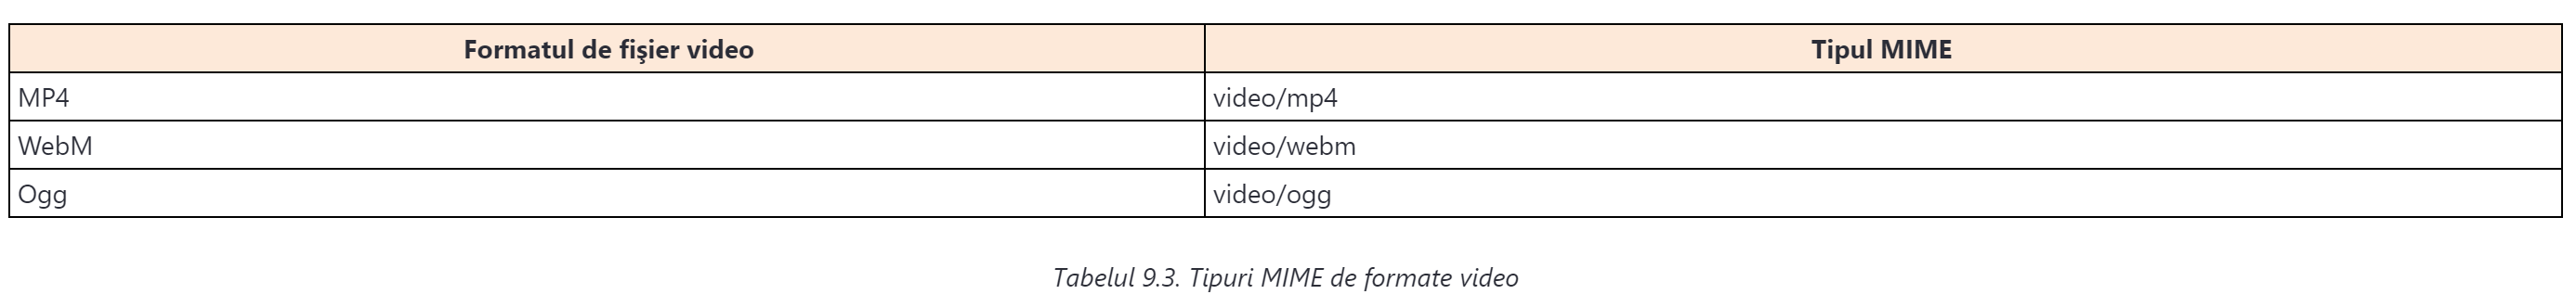 Formatul de fişier video Tipul MIME
MP4 video/mp4
WebM video/webm
Ogg video/ogg
Tabelul 9.3. Tipuri MIME de formate video